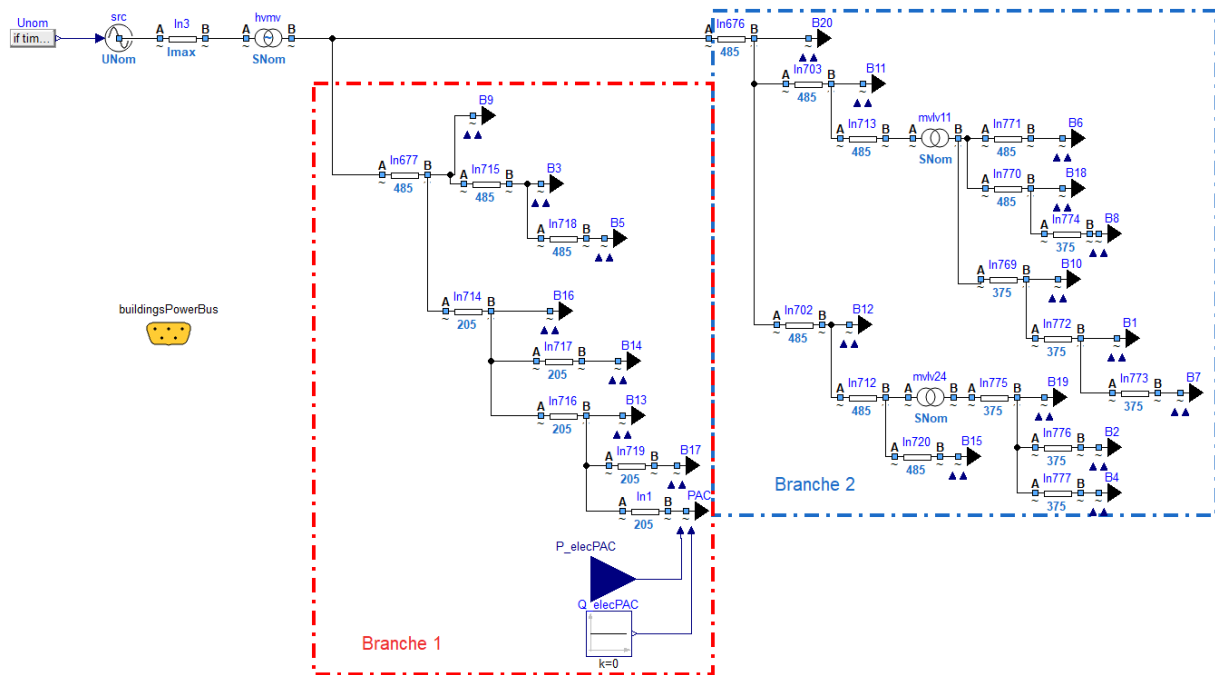 Unom
if tim...
src
UNom
A
B
ln3
Imax
A
B
hvmv
SNom
A
B
ln676
485
B20
A
B
ln703
485
B11
A
B
ln713
485
A
B
mvlv11
SNom
A
B
ln771
485
B6
A
B
ln770
485
B18
A
B
ln774
375
B8
A
B
ln769
375
B10
A
B
ln772
375
B1
A
B
ln773
375
B7
A
B
ln702
485
B12
A
B
ln712
485
A
B
mvlv24
SNom
A
B
ln775
375
B19
A
B
ln776
375
B2
A
B
ln777
375
B4
A
B
ln720
485
B15
Branche 2
B9
A
B
ln677
485
A
B
ln715
485
B3
A
B
ln718
485
B5
A
B
ln714
205
B16
A
B
ln717
205
B14
A
B
ln716
205
B13
A
B
ln719
205
B17
A
B
ln1
205
PAC
P_elecPAC
Q_elecPAC
k=0
Branche 1
buildingsPowerBus